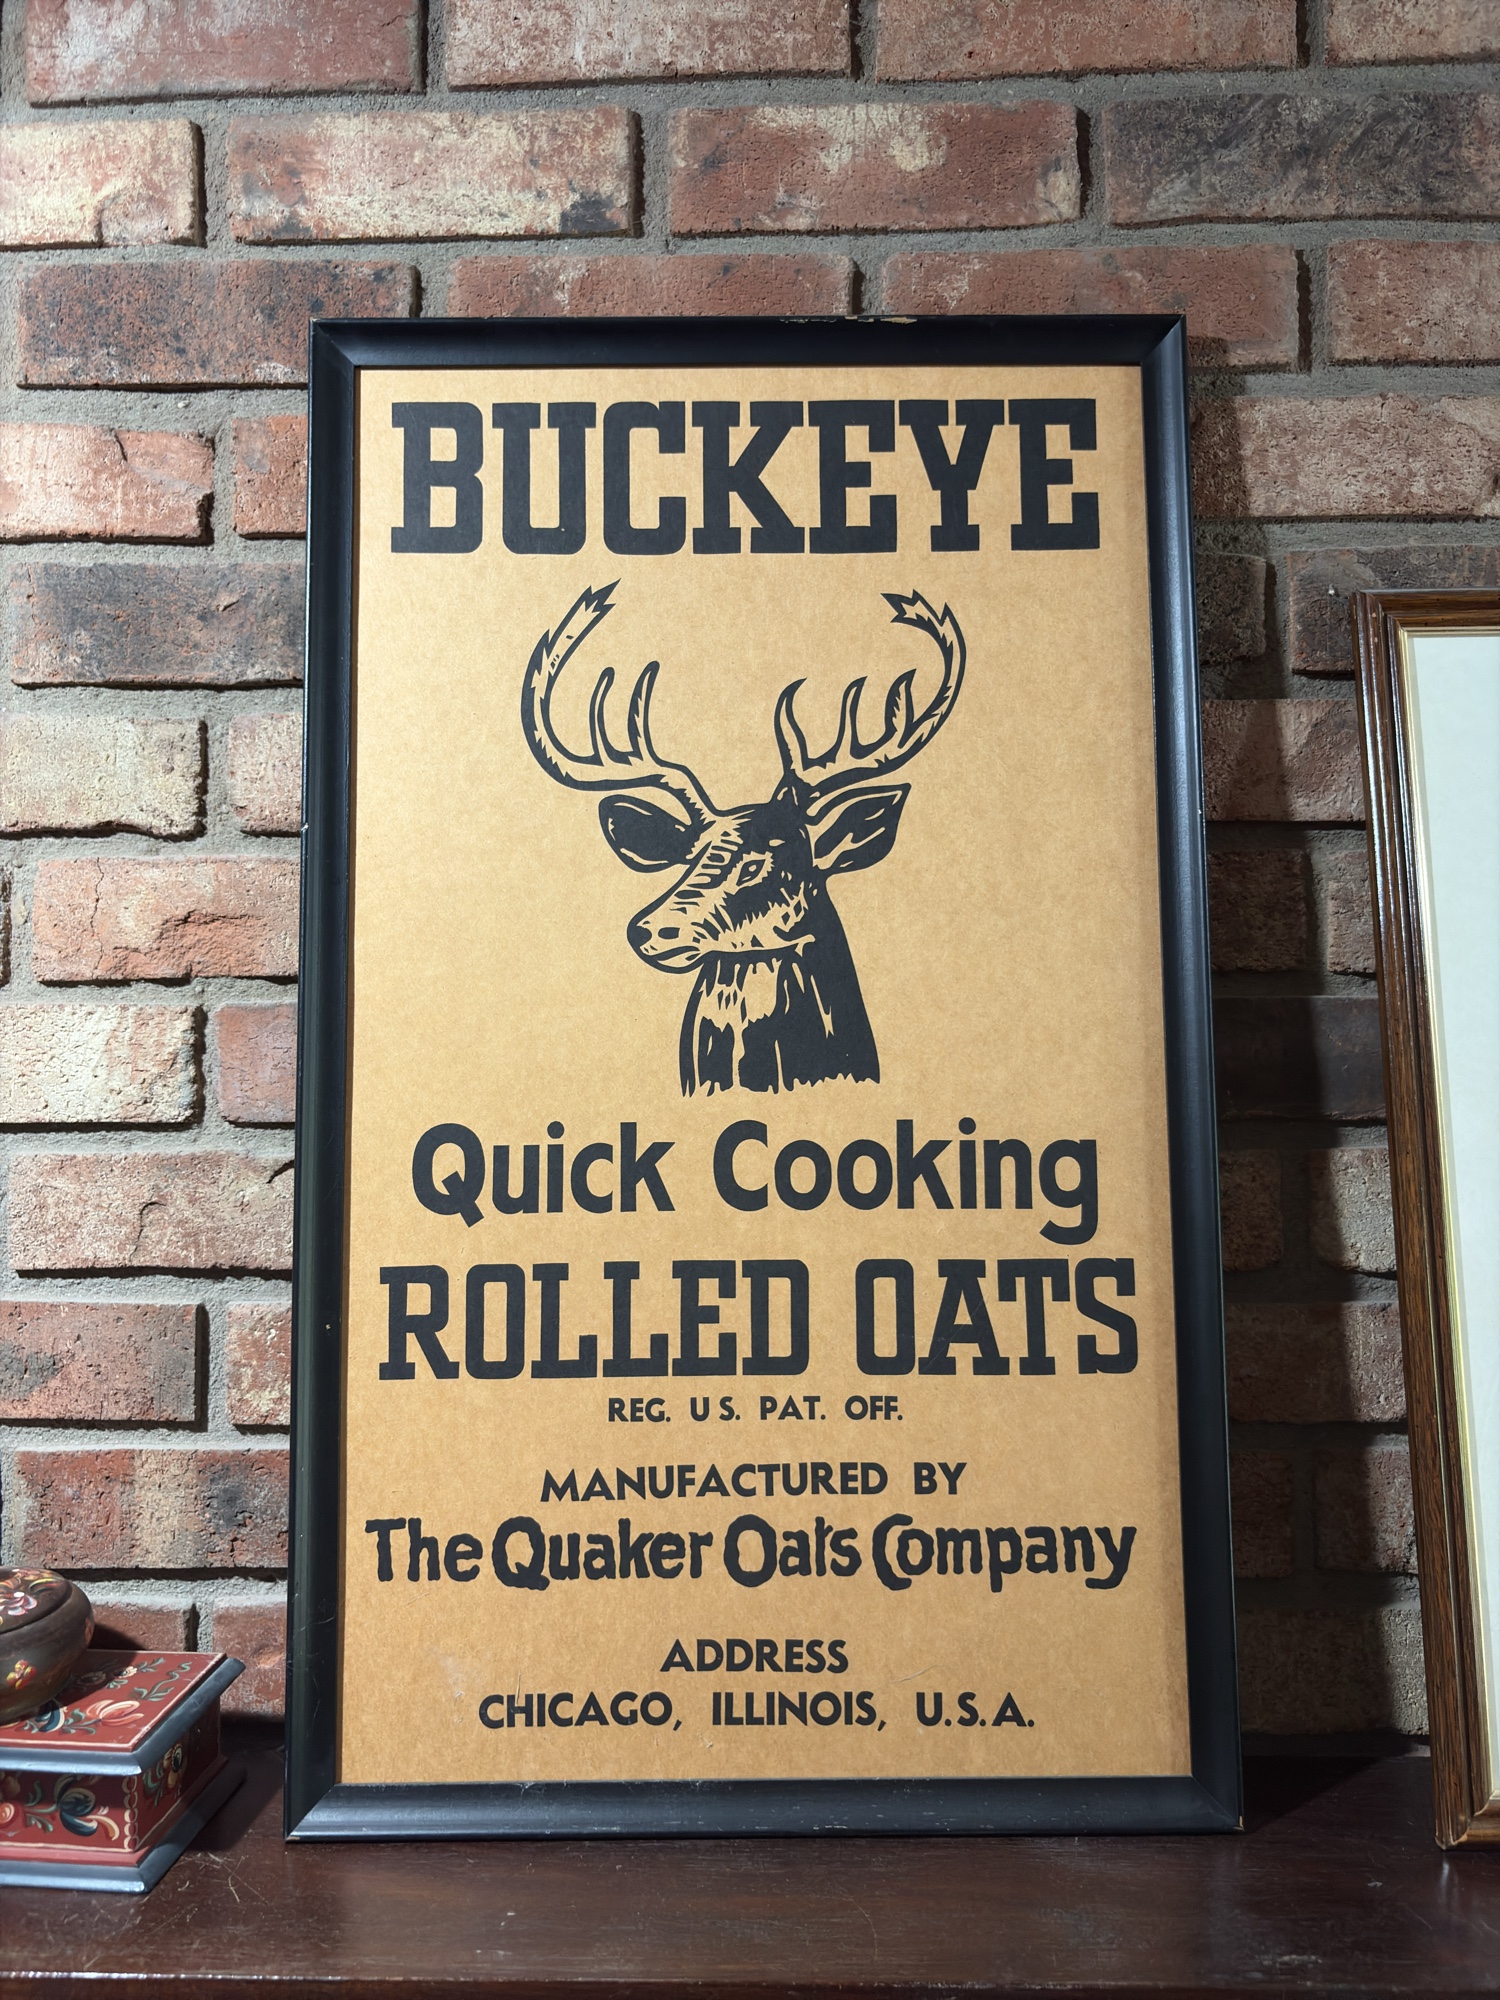 BUCKEYE
Quick Cooking
ROLLED OATS
REG. U S. PAT. OFF.
MANUFACTURED BY
The Quaker Oats Company
ADDRESS
CHICAGO, ILLINOIS, U.S.A.